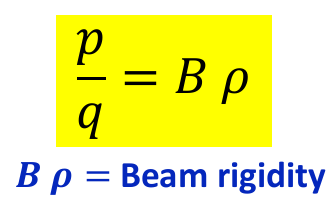 p/q = B ρ
B ρ = Beam rigidity